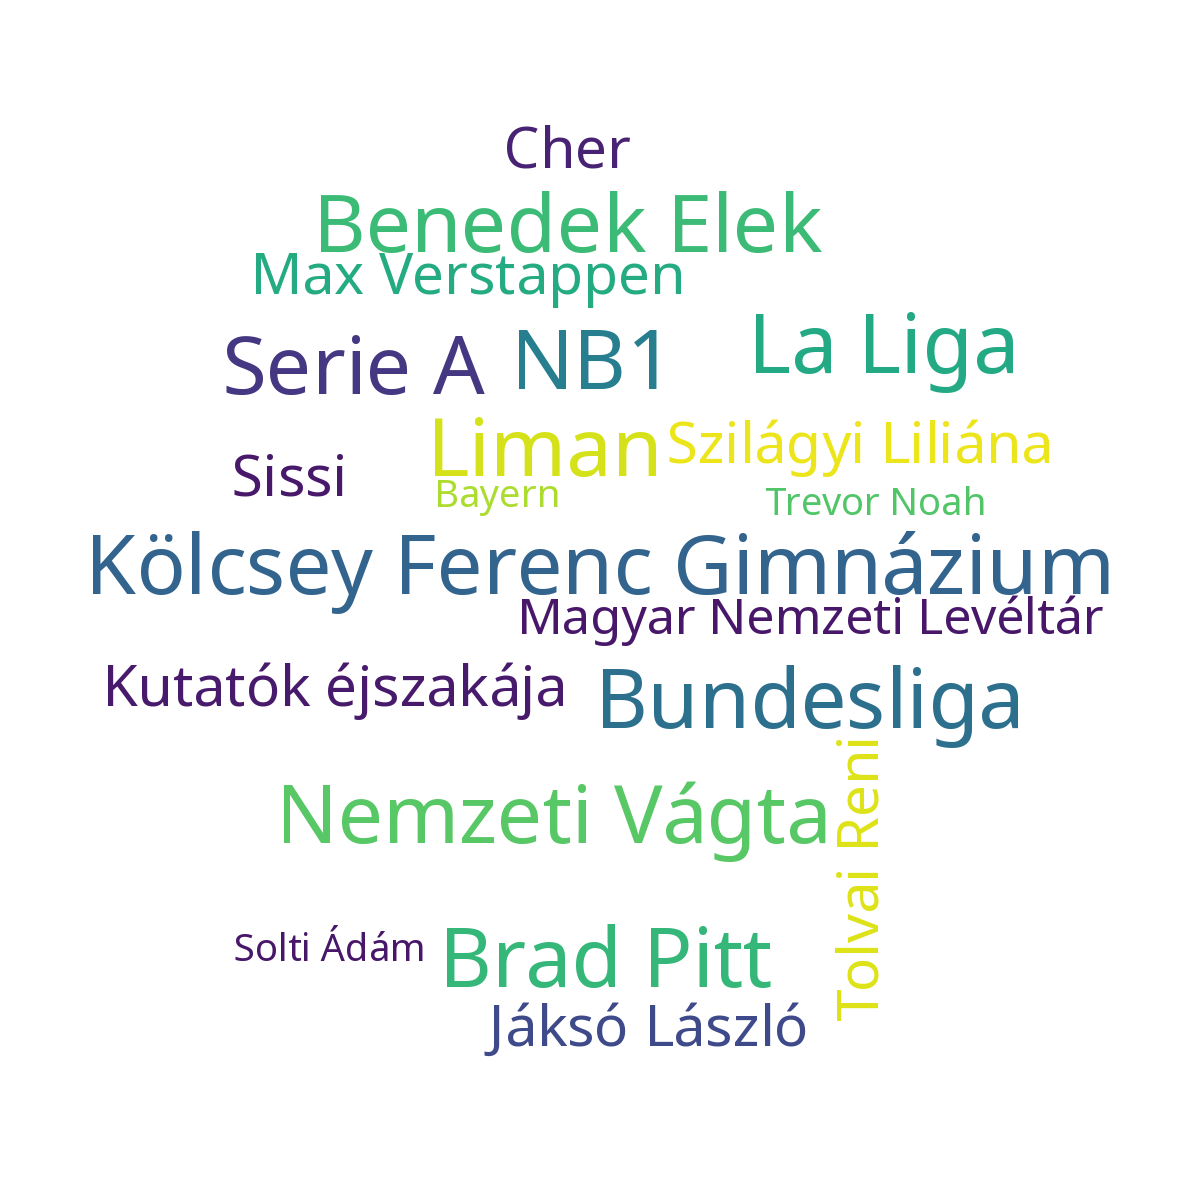 Cher
Benedek Elek
Max Verstappen
La Liga
Serie A
NB1
Liman
Szilágyi Liliána
Sissi
Bayern
Trevor Noah
Kölcsey Ferenc Gimnázium
Magyar Nemzeti Levéltár
Kutatók éjszakája
Bundesliga
Nemzeti Vágta
Tolvai Reni
Solti Ádám
Brad Pitt
Jáksó László